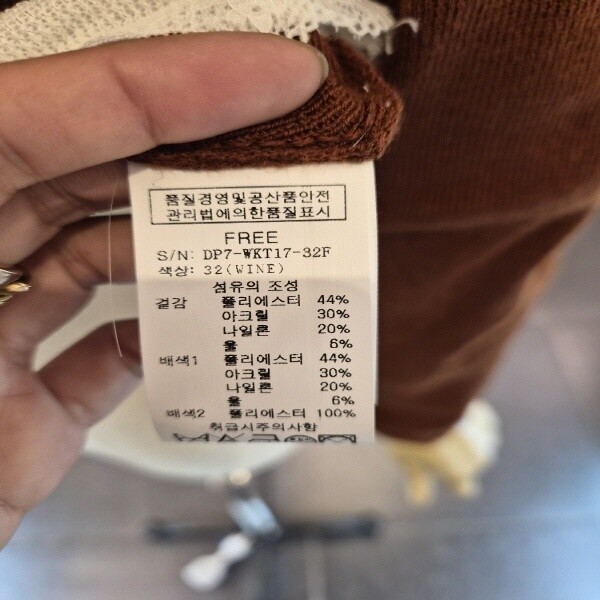 품질경영및공산품안전
관리법에의한품질표시
FREE
S/N: DP7-WKT17-32F
색상: 32(WINE)
섬유의 조성
겉감 폴리에스터 44%
아크릴 30%
나일론 20%
울 6%
배색1 폴리에스터 44%
아크릴 30%
나일론 20%
울 6%
배색2 폴리에스터 100%
취급시주의사항